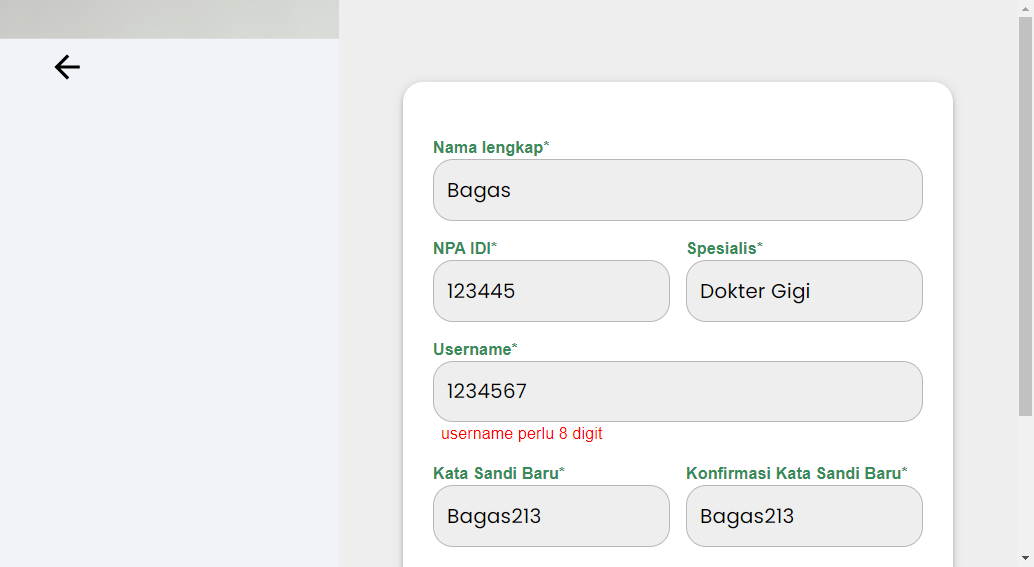 Nama lengkap*
Bagas
NPA IDI* Spesialis*
123445 Dokter Gigi
Username*
1234567
username perlu 8 digit
Kata Sandi Baru* Konfirmasi Kata Sandi Baru*
Bagas213 Bagas213